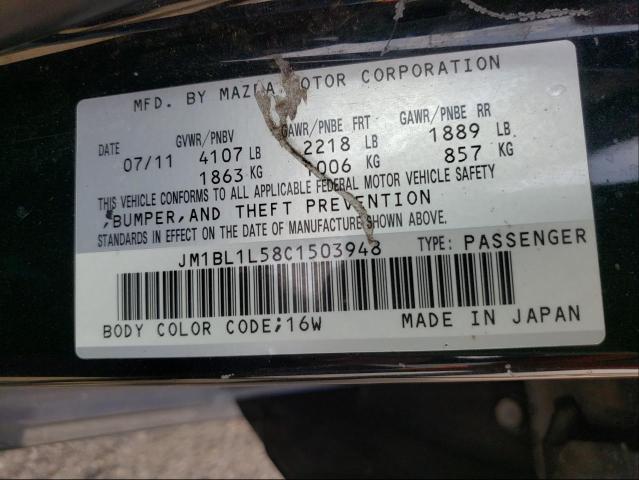 MFD. BY MAZDA MOTOR CORPORATION
DATE GVWR/PNBV GAWR/PNBE FRT GAWR/PNBE RR
07/11 4107 LB 2218 LB 1889 LB
1863 KG 006 KG 857 KG
THIS VEHICLE CONFORMS TO ALL APPLICABLE FEDERAL MOTOR VEHICLE SAFETY
,BUMPER,AND THEFT PREVENTION
STANDARDS IN EFFECT ON THE DATE OF MANUFACTURE SHOWN ABOVE.
JM1BL1L58C1503948 TYPE: PASSENGER
BODY COLOR CODE;16W MADE IN JAPAN